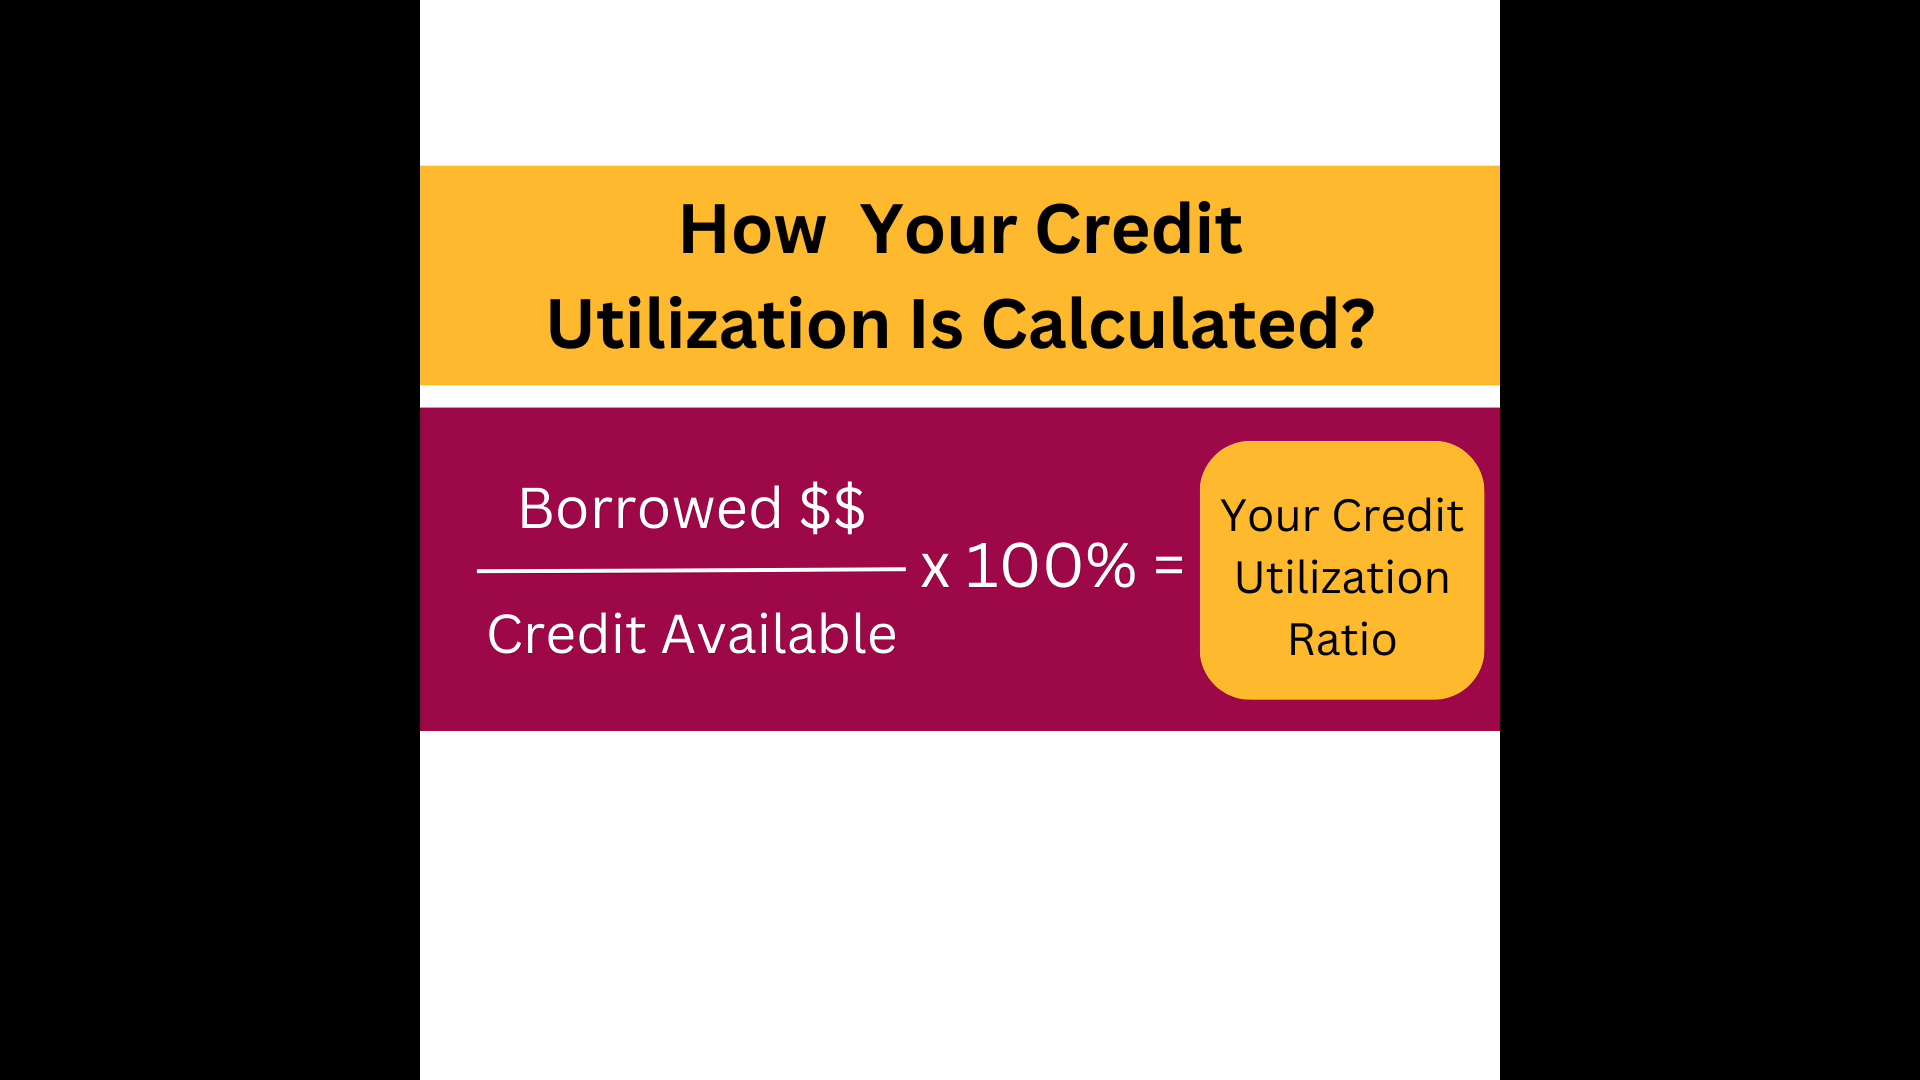 How  Your Credit
Utilization Is Calculated?
Borrowed $$
Credit Available
x 100% =
Your Credit
Utilization
Ratio